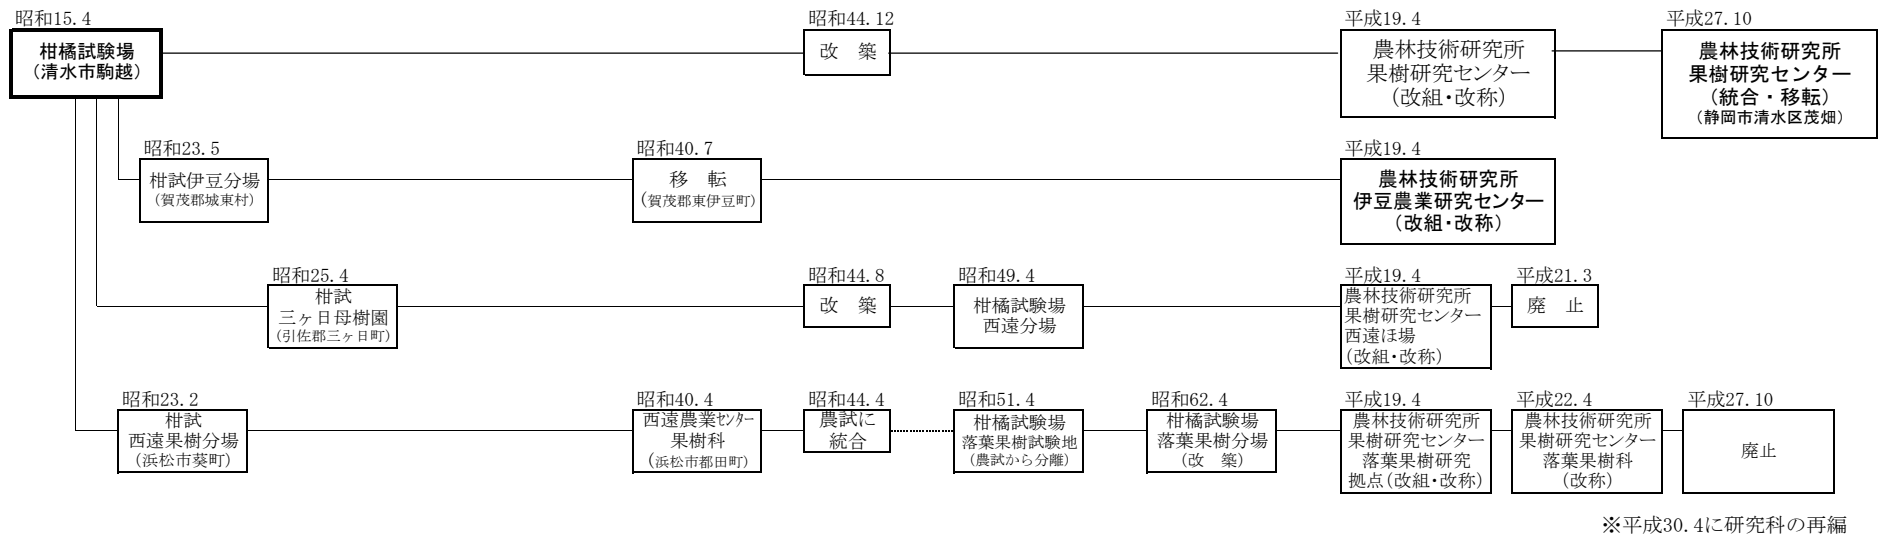 昭和15.4
柑橘試験場
（清水市駒越）
昭和44.12
改　築
平成19.4
農林技術研究所
果樹研究センター
（改組・改称）
平成27.10
農林技術研究所
果樹研究センター
（統合・移転）
（静岡市清水区茂畑）
昭和23.5
柑試伊豆分場
（賀茂郡城東村）
昭和40.7
移　転
（賀茂郡東伊豆町）
平成19.4
農林技術研究所
伊豆農業研究センター
（改組・改称）
昭和25.4
柑試
三ヶ日母樹園
（引佐郡三ヶ日町）
昭和44.8
改　築
昭和49.4
柑橘試験場
西遠分場
平成19.4
農林技術研究所
果樹研究センター
西遠ほ場
（改組・改称）
平成21.3
廃　止
昭和23.2
柑試
西遠果樹分場
（浜松市葵町）
昭和40.4
西遠農業センター
果樹科
（浜松市都田町）
昭和44.4
農試に
統合
昭和51.4
柑橘試験場
落葉果樹試験地
（農試から分離）
昭和62.4
柑橘試験場
落葉果樹分場
（改　築）
平成19.4
農林技術研究所
果樹研究センター
落葉果樹研究
拠点（改組・改称）
平成22.4
農林技術研究所
果樹研究センター
落葉果樹科
（改称）
平成27.10
廃止
※平成30.4に研究科の再編